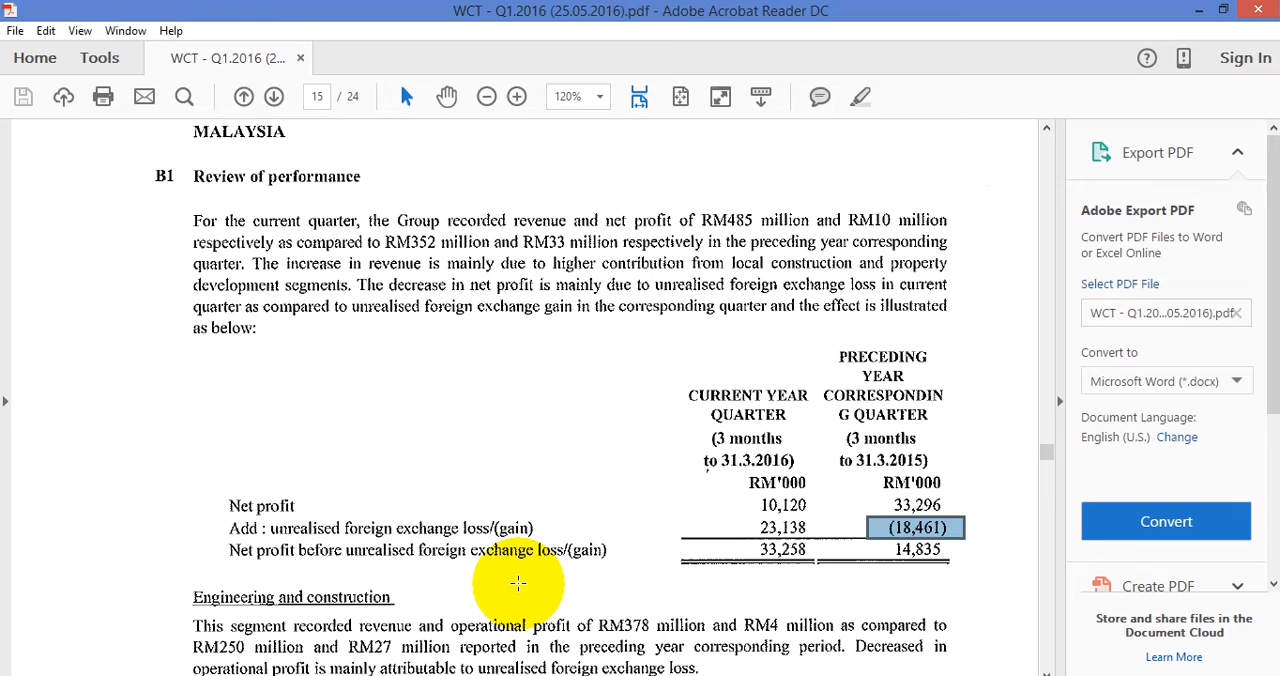 WCT - Q1.2016 (25.05.2016).pdf - Adobe Acrobat Reader DC
File Edit View Window Help
Home Tools WCT - Q1.2016 (2... × Sign In
15 / 24 120%
MALAYSIA
B1 Review of performance
For the current quarter, the Group recorded revenue and net profit of RM485 million and RM10 million
respectively as compared to RM352 million and RM33 million respectively in the preceding year corresponding
quarter. The increase in revenue is mainly due to higher contribution from local construction and property
development segments. The decrease in net profit is mainly due to unrealised foreign exchange loss in current
quarter as compared to unrealised foreign exchange gain in the corresponding quarter and the effect is illustrated
as below:
PRECEDING
YEAR
CURRENT YEAR CORRESPONDIN
QUARTER G QUARTER
(3 months (3 months
to 31.3.2016) to 31.3.2015)
RM'000 RM'000
Net profit 10,120 33,296
Add : unrealised foreign exchange loss/(gain) 23,138 (18,461)
Net profit before unrealised foreign exchange loss/(gain) 33,258 14,835
Engineering and construction
This segment recorded revenue and operational profit of RM378 million and RM4 million as compared to
RM250 million and RM27 million reported in the preceding year corresponding period. Decreased in
operational profit is mainly attributable to unrealised foreign exchange loss.
Export PDF
Adobe Export PDF
Convert PDF Files to Word
or Excel Online
Select PDF File
WCT - Q1.20...05.2016).pdf
Convert to
Microsoft Word (*.docx)
Document Language:
English (U.S.) Change
Convert
Create PDF
Store and share files in the
Document Cloud
Learn More